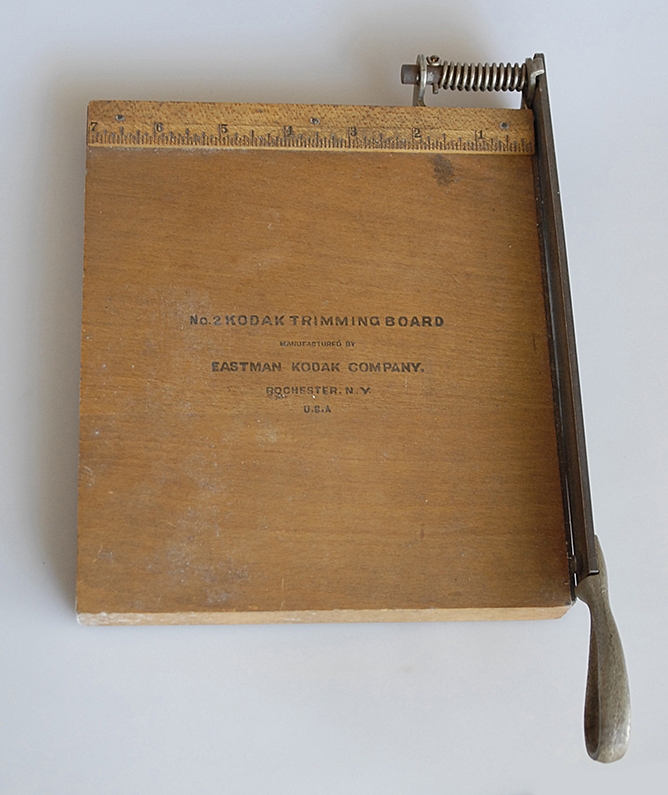 7 6 5 4 3 2 1
No. 2 KODAK TRIMMING BOARD
MANUFACTURED BY
EASTMAN KODAK COMPANY.
ROCHESTER, N.Y.
U.S.A